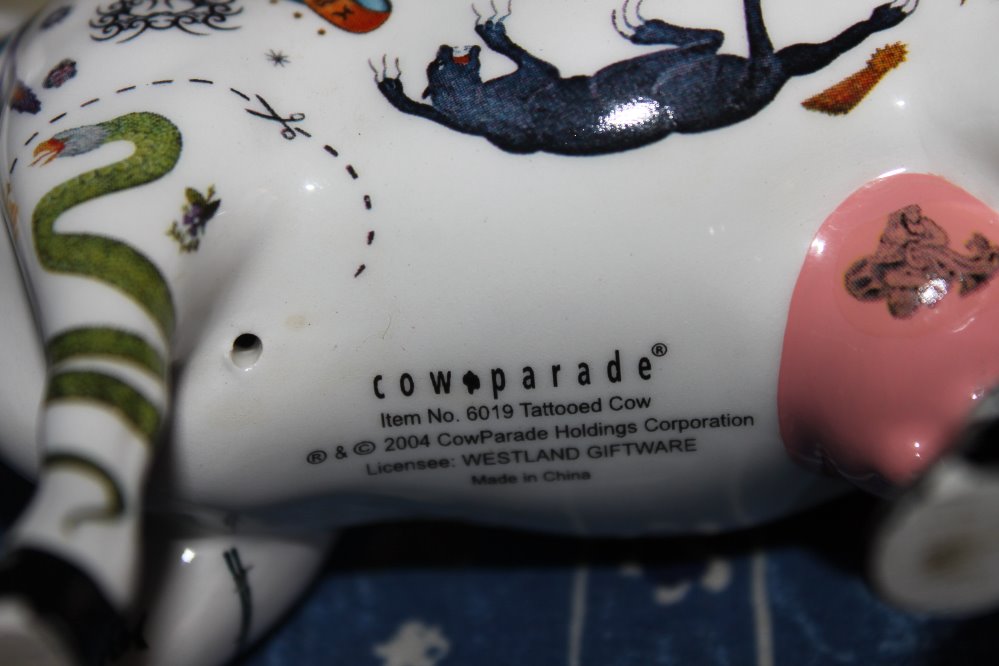 cow parade®
Item No. 6019 Tattooed Cow
® & © 2004 CowParade Holdings Corporation
Licensee: WESTLAND GIFTWARE
Made in China